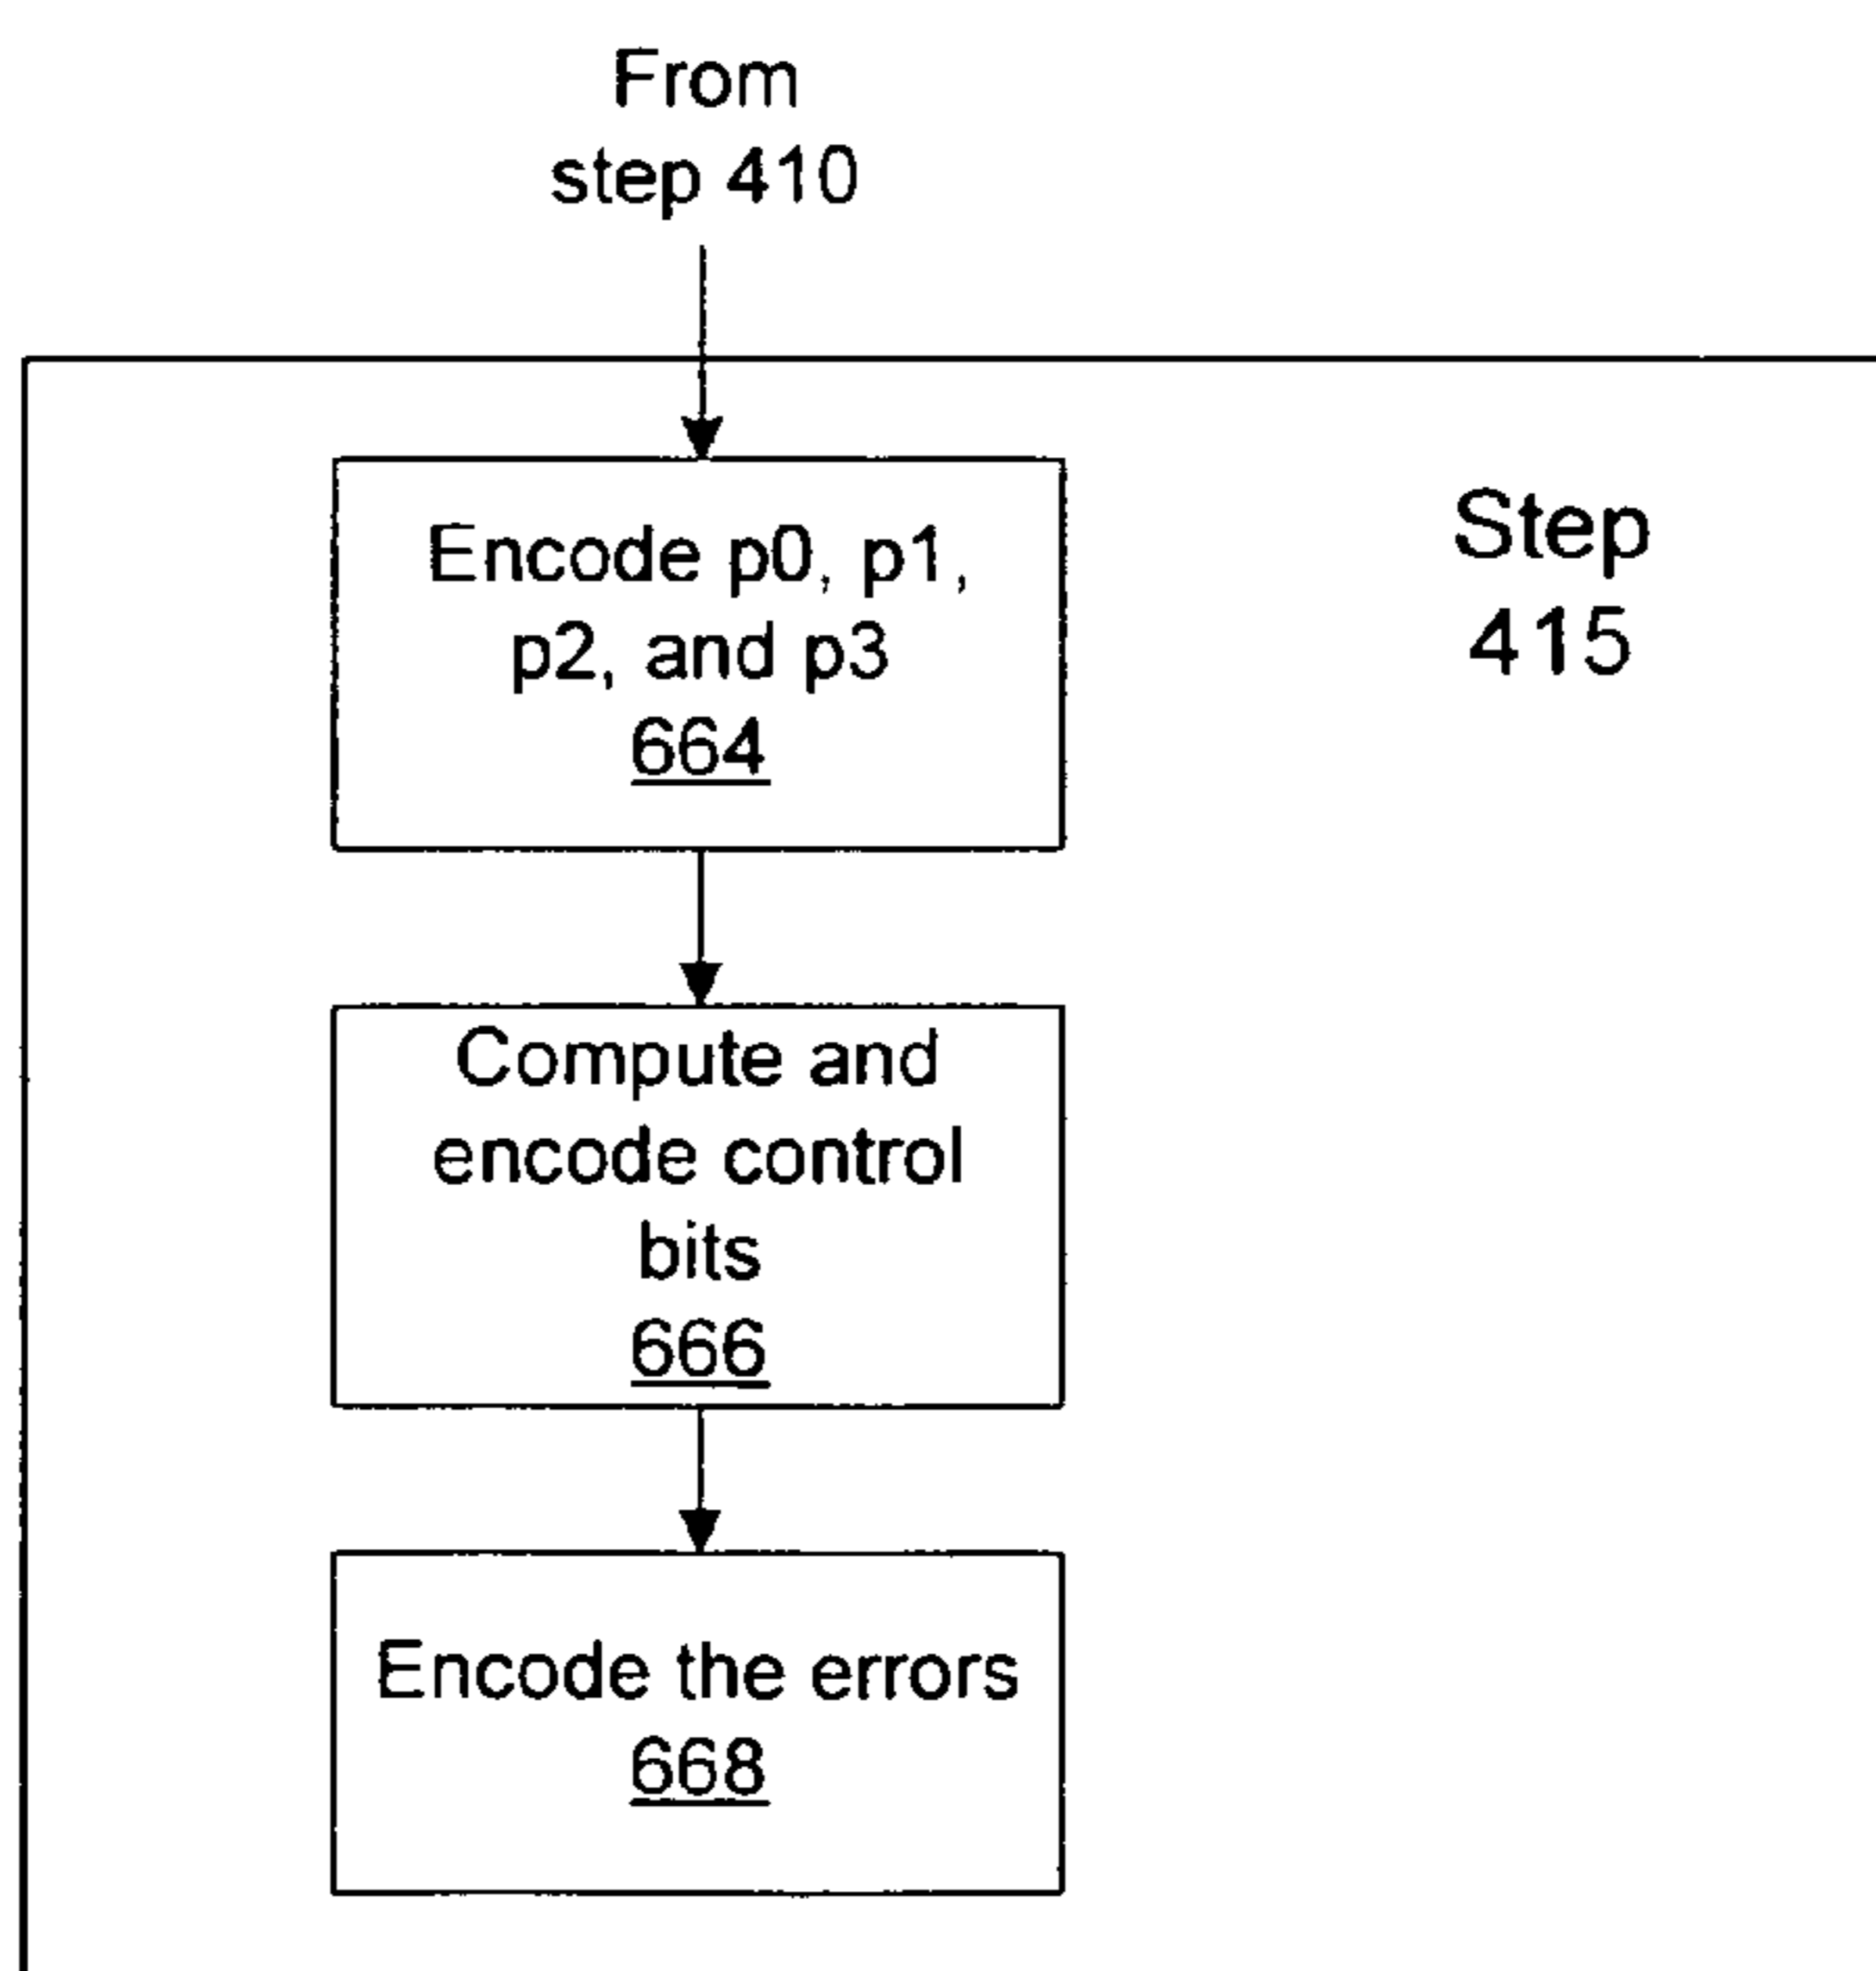 From
step 410
Step
415
Encode p0, p1,
p2, and p3
664
Compute and
encode control
bits
666
Encode the errors
668